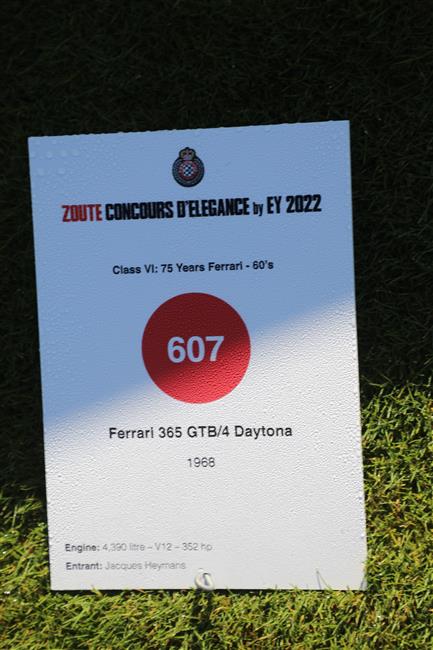 ZOUTE CONCOURS D'ELEGANCE by EY 2022
Class VI: 75 Years Ferrari - 60's
607
Ferrari 365 GTB/4 Daytona
1968
Engine: 4,390 litre – V12 – 352 hp
Entrant: Jacques Heymans